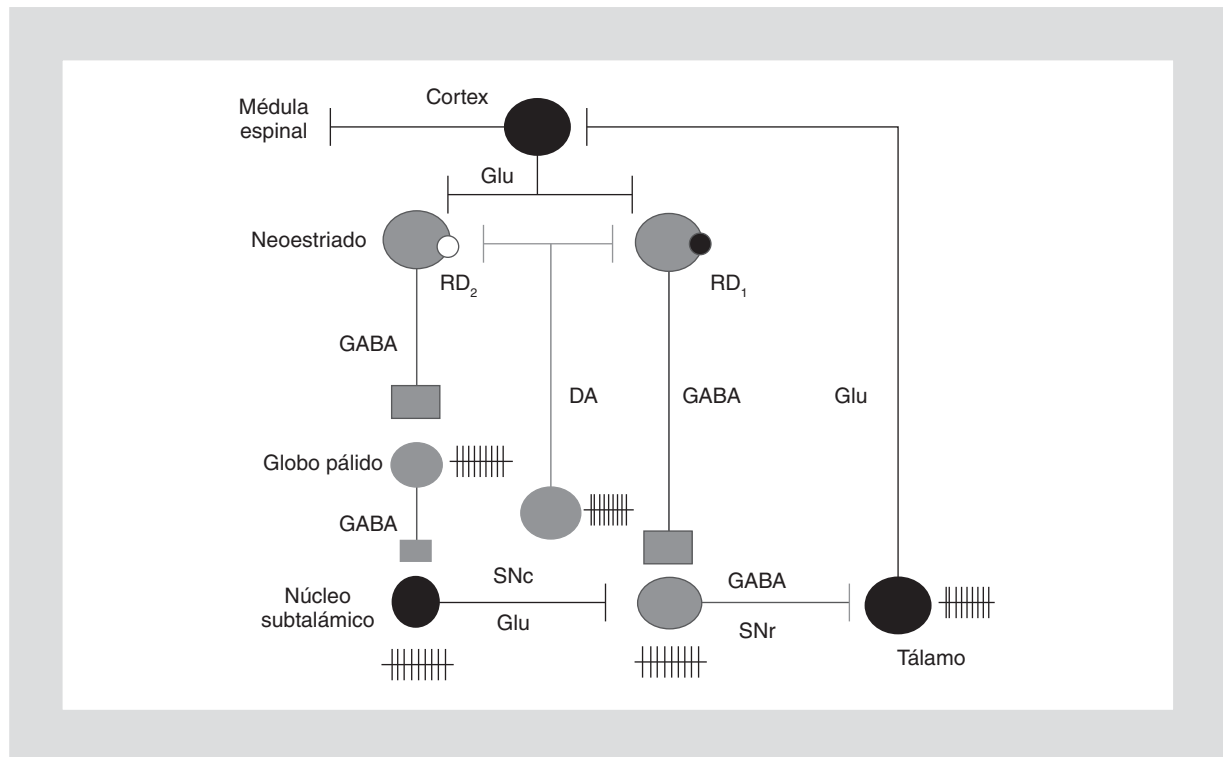 Cortex
Médula
espinal
Glu
Neoestriado
RD2
RD1
GABA
DA
GABA
Glu
Globo pálido
GABA
SNc
GABA
Núcleo
subtalámico
Glu
SNr
Tálamo